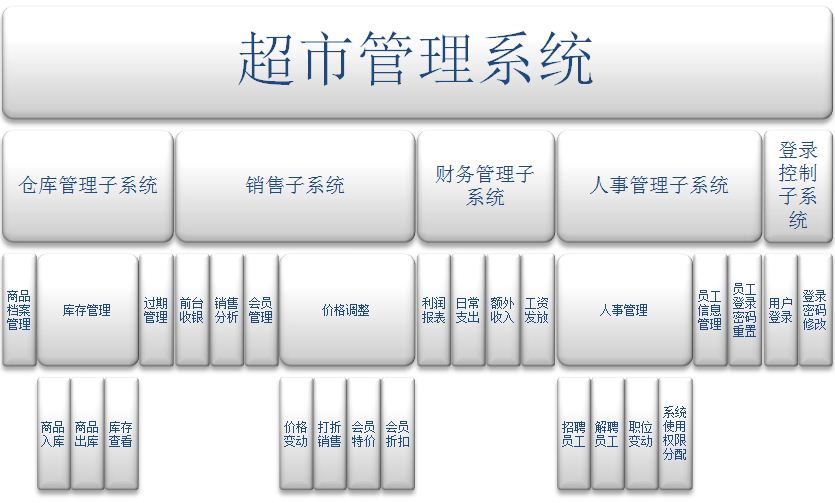 超市管理系统
仓库管理子系统
销售子系统
财务管理子
系统
人事管理子系统
登录
控制
子系
统
商品
档案
管理
库存管理
过期
管理
前台
收银
销售
分析
会员
管理
价格调整
利润
报表
日常
支出
额外
收入
工资
发放
人事管理
员工
信息
管理
员工
登录
密码
重置
用户
登录
登录
密码
修改
商品
入库
商品
出库
库存
查看
价格
变动
打折
销售
会员
特价
会员
折扣
招聘
员工
解聘
员工
职位
变动
系统
使用
权限
分配